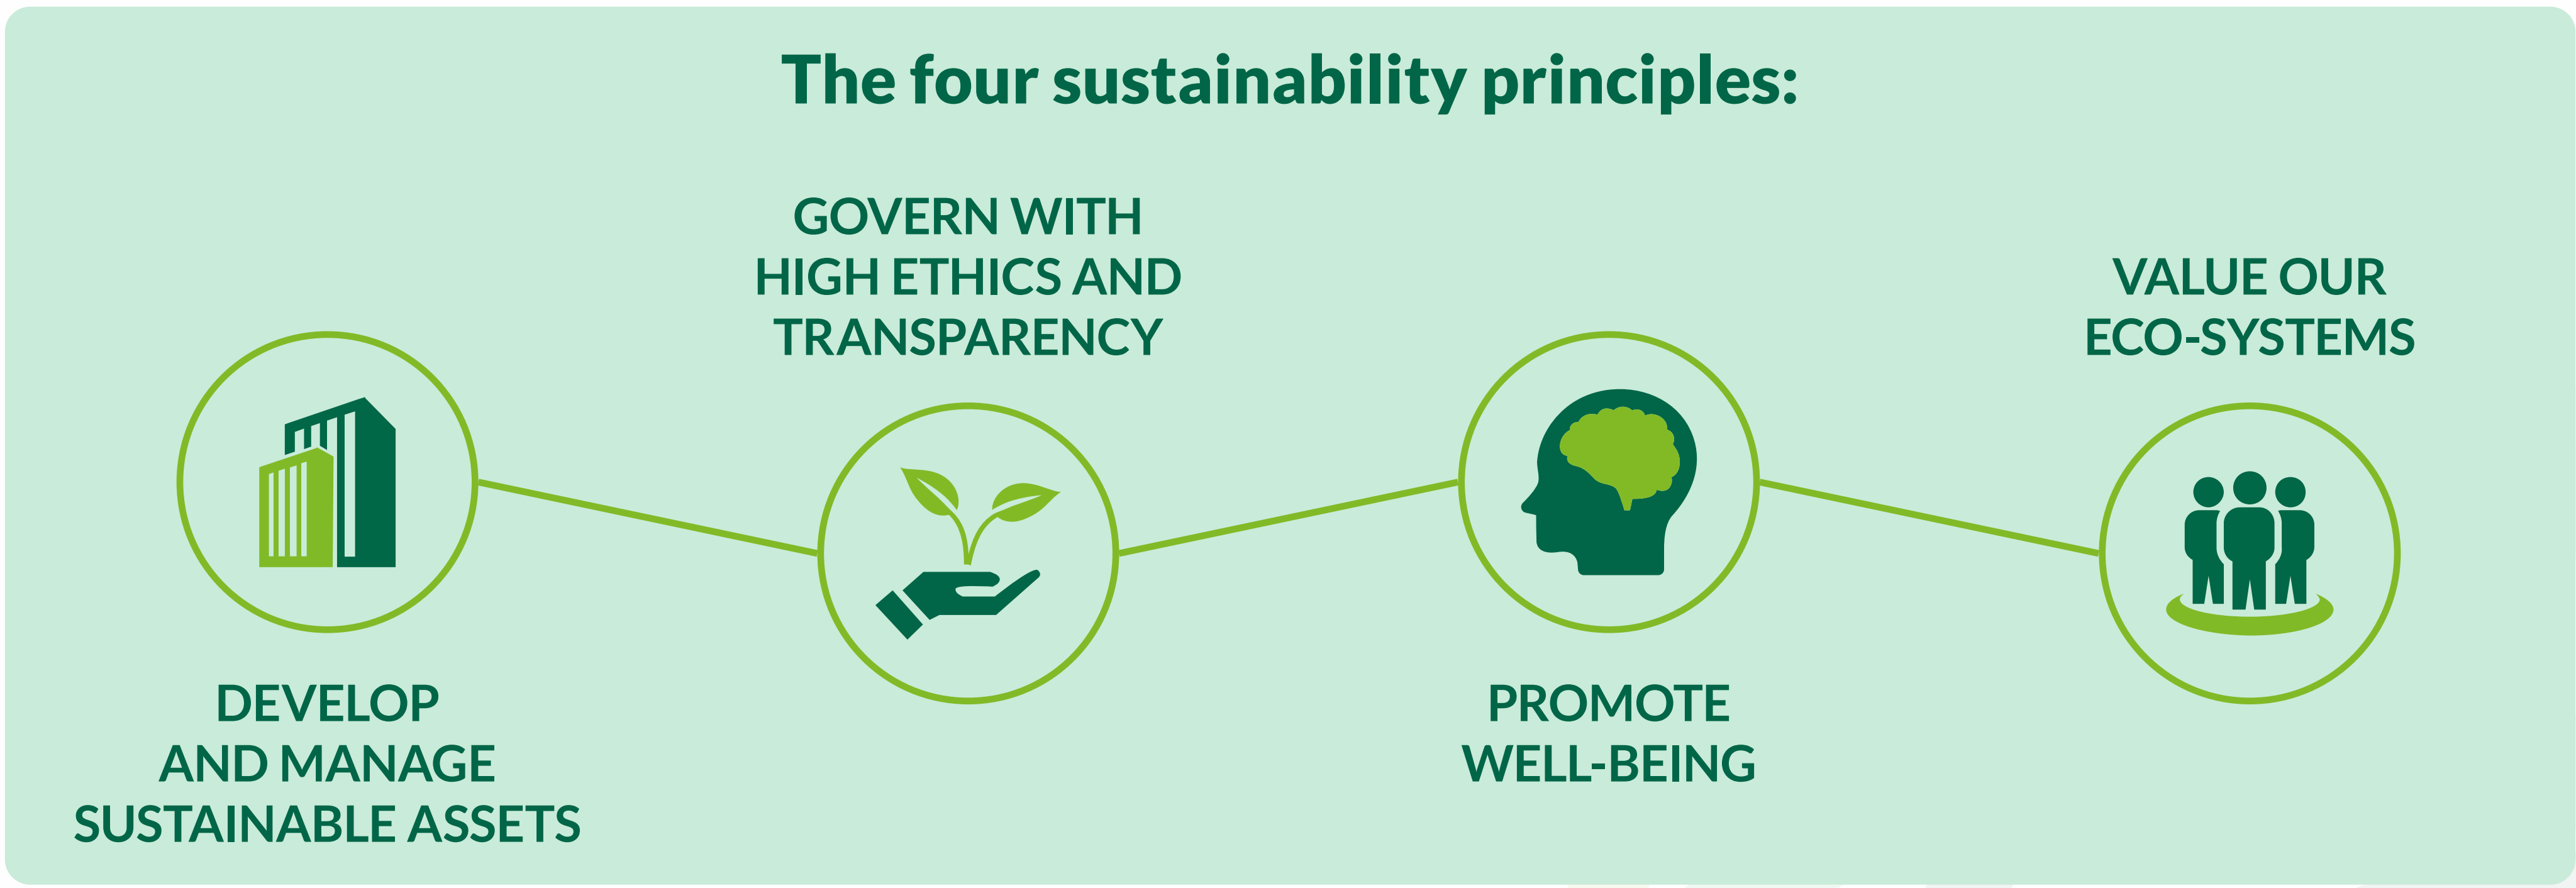 The four sustainability principles:
DEVELOP
AND MANAGE
SUSTAINABLE ASSETS
GOVERN WITH
HIGH ETHICS AND
TRANSPARENCY
PROMOTE
WELL-BEING
VALUE OUR
ECO-SYSTEMS